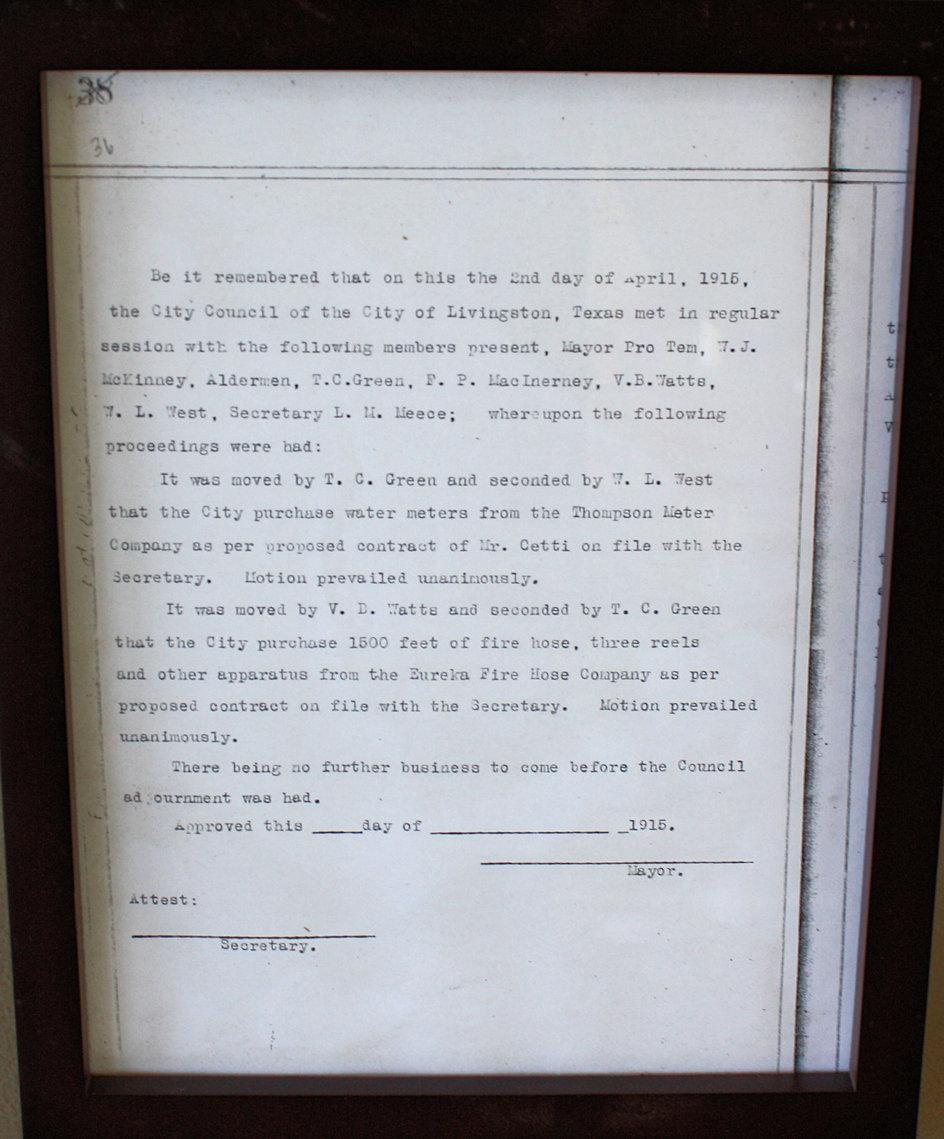 38
36
Be it remembered that on this the 2nd day of April, 1915,
the City Council of the City of Livingston, Texas met in regular
session with the following members present, Mayor Pro Tem, W.J.
McKinney, Aldermen, T.C.Green, F. P. MacInerney, V.B.Watts,
W. L. West, Secretary L. M. Meece; whereupon the following
proceedings were had:
It was moved by T. C. Green and seconded by W. L. West
that the City purchase water meters from the Thompson Meter
Company as per proposed contract of Mr. Cetti on file with the
Secretary. Motion prevailed unanimously.
It was moved by V. B. Watts and seconded by T. C. Green
that the City purchase 1500 feet of fire hose, three reels
and other apparatus from the Eureka Fire Hose Company as per
proposed contract on file with the Secretary. Motion prevailed
unanimously.
There being no further business to come before the Council
adjournment was had.
Approved this _____day of __________________ _1915.
Mayor.
Attest:
Secretary.